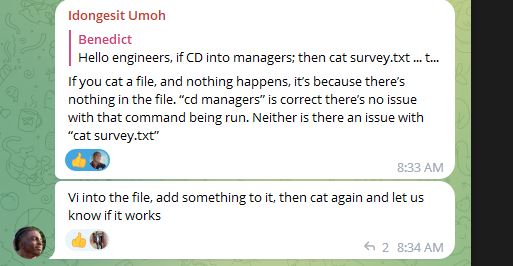 Idongesit Umoh
Benedict
Hello engineers, if CD into managers; then cat survey.txt ... t...
If you cat a file, and nothing happens, it’s because there’s
nothing in the file. “cd managers” is correct there’s no issue
with that command being run. Neither is there an issue with
“cat survey.txt”
8:33 AM
Vi into the file, add something to it, then cat again and let us
know if it works
2 8:34 AM